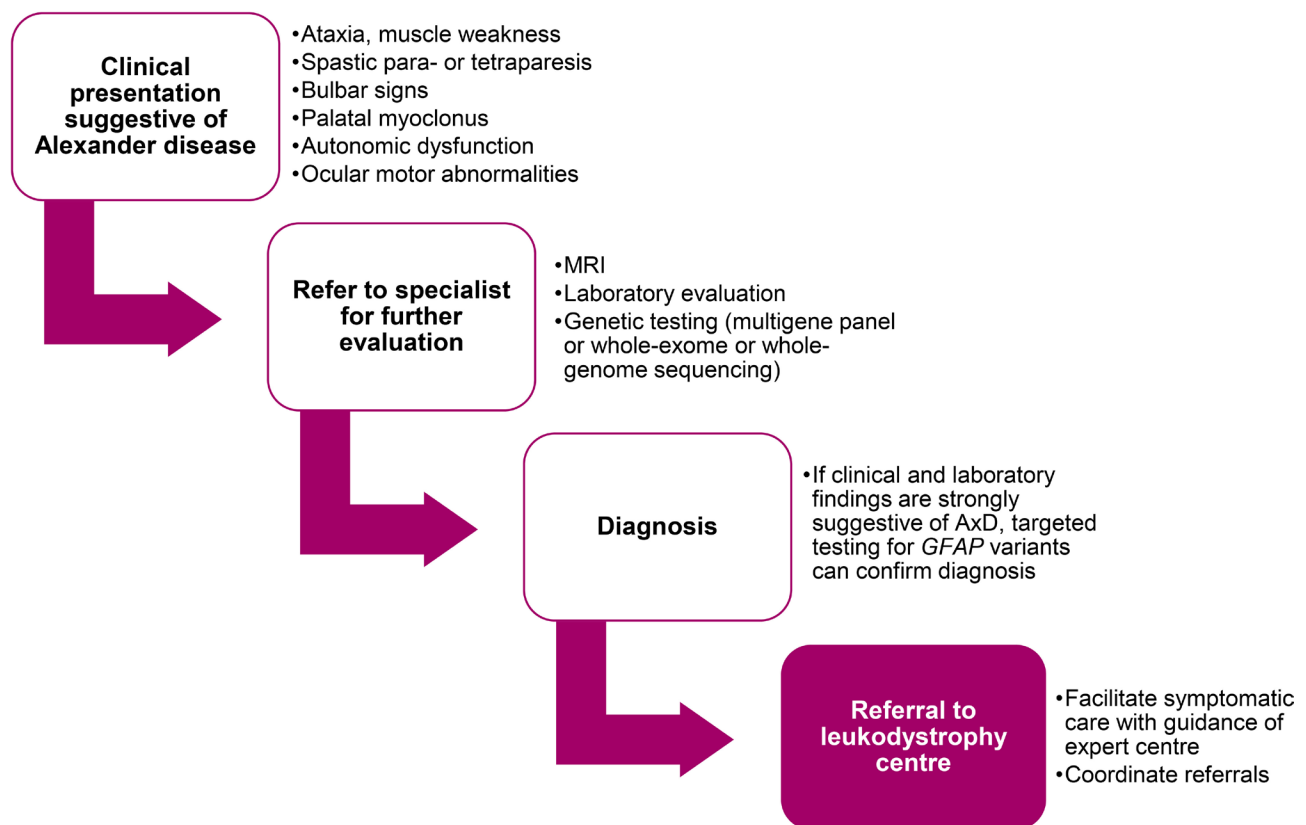 Clinical
presentation
suggestive of
Alexander disease
•Ataxia, muscle weakness
•Spastic para- or tetraparesis
•Bulbar signs
•Palatal myoclonus
•Autonomic dysfunction
•Ocular motor abnormalities
Refer to specialist
for further
evaluation
•MRI
•Laboratory evaluation
•Genetic testing (multigene panel
or whole-exome or whole-
genome sequencing)
Diagnosis
•If clinical and laboratory
findings are strongly
suggestive of AxD, targeted
testing for GFAP variants
can confirm diagnosis
Referral to
leukodystrophy
centre
•Facilitate symptomatic
care with guidance of
expert centre
•Coordinate referrals